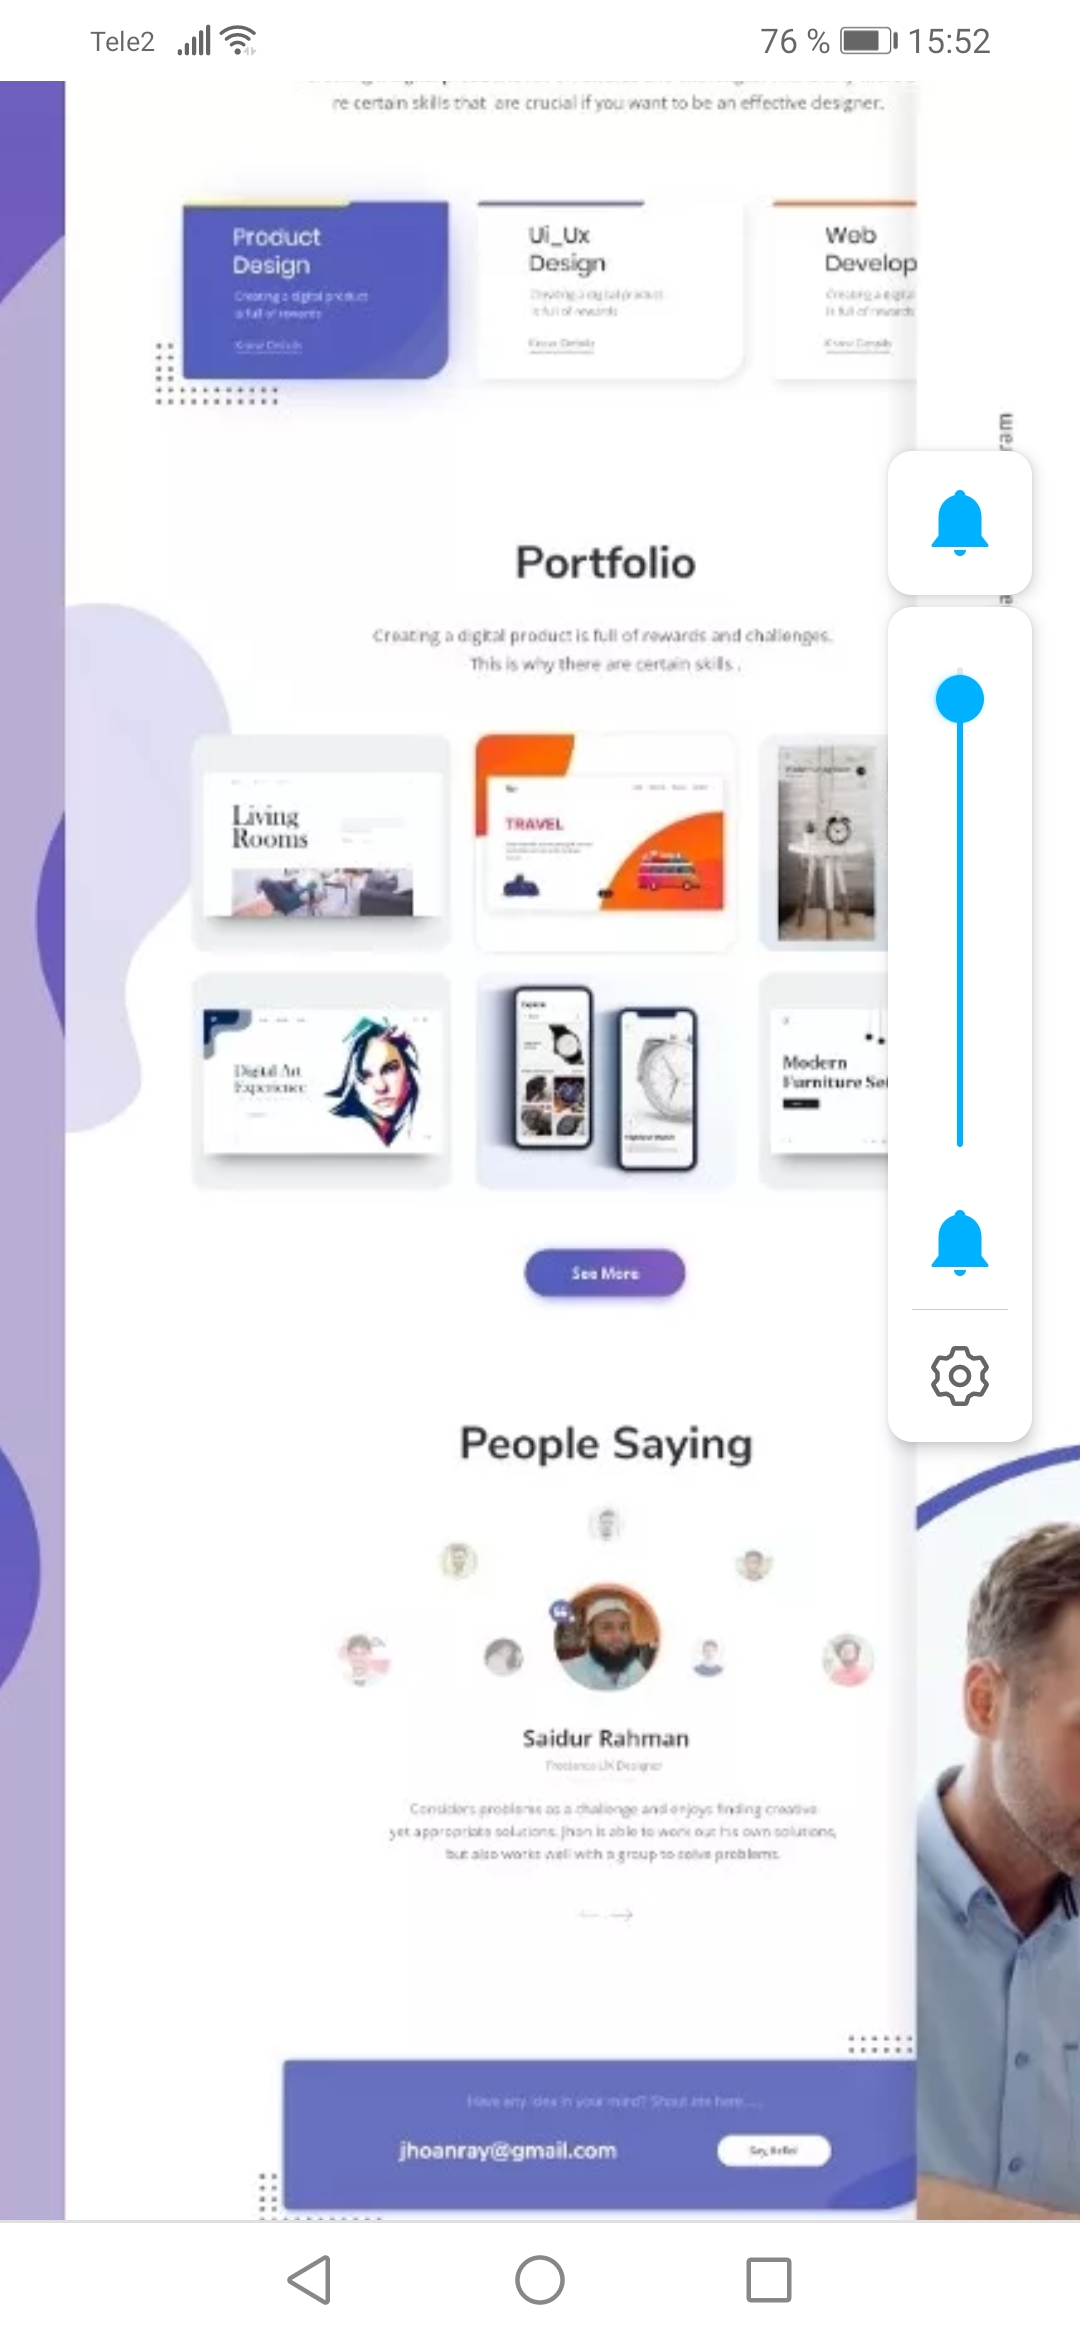 Tele2
76 %
15:52
re certain skills that are crucial if you want to be an effective designer.
Product
Design
Creating a digital product
is full of rewards
Know Details
Ui_Ux
Design
Creating a digital product
is full of rewards
Know Details
Web
Develop
Creating a digita
is full of rewards
Know Details
ram
Portfolio
Creating a digital product is full of rewards and challenges.
This is why there are certain skills .
Living
Rooms
TRAVEL
Digital Art
Experience
Modern
Furniture Se
See More
People Saying
Saidur Rahman
Freelance UX Designer
Considers problems as a challenge and enjoys finding creative
yet appropriate solutions. Jhon is able to work out his own solutions,
but also works well with a group to solve problems.
Have any idea in your mind? Shout me here.....
jhoanray@gmail.com
Say Hello!